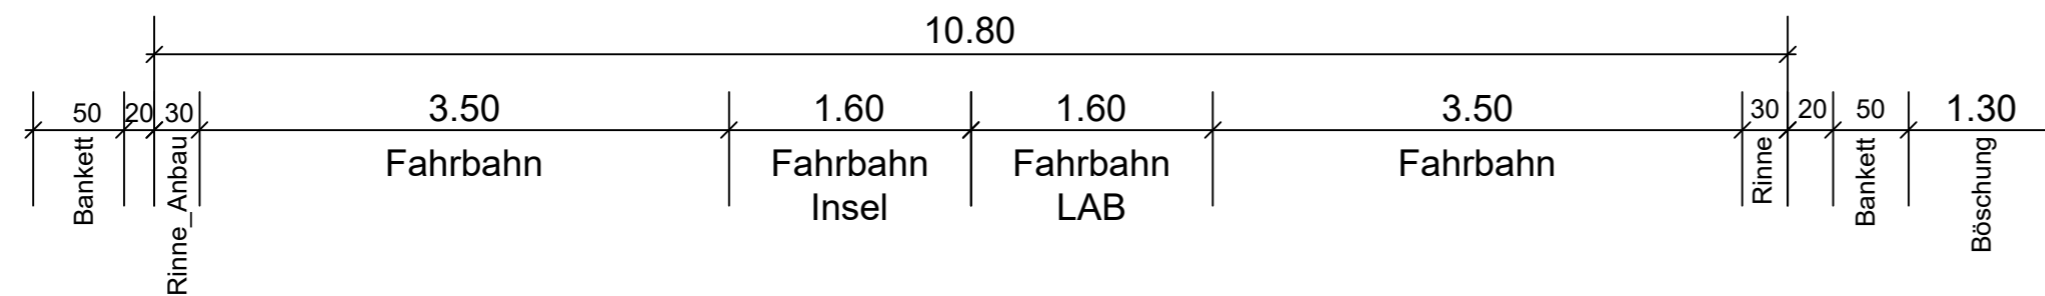 10.80
50 20 30 3.50 1.60 1.60 3.50 30 20 50 1.30
Bankett
Rinne_Anbau
Fahrbahn
Fahrbahn
Insel
Fahrbahn
LAB
Fahrbahn
Rinne
Bankett
Böschung